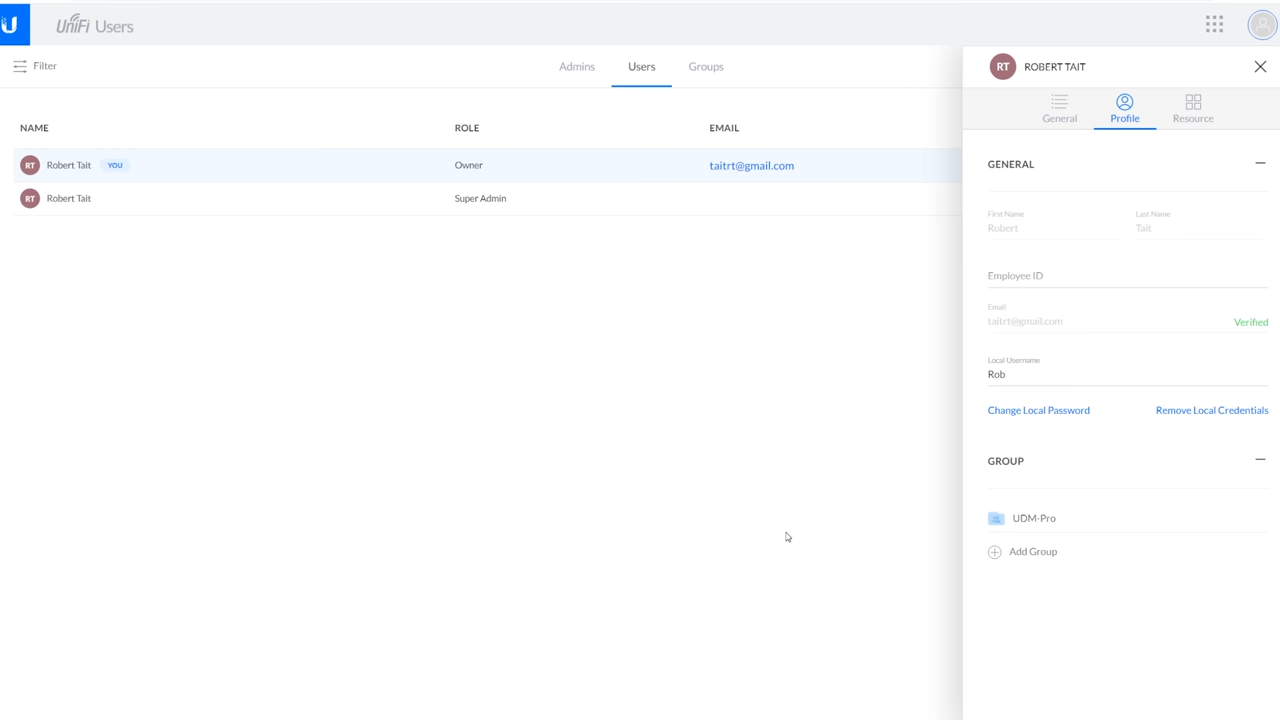 U UniFi Users
Filter
Admins Users Groups
NAME ROLE EMAIL
RT Robert Tait YOU Owner taitrt@gmail.com
RT Robert Tait Super Admin
RT ROBERT TAIT
General Profile Resource
GENERAL
First Name Last Name
Robert Tait
Employee ID
Email
taitrt@gmail.com Verified
Local Username
Rob
Change Local Password Remove Local Credentials
GROUP
UDM-Pro
Add Group